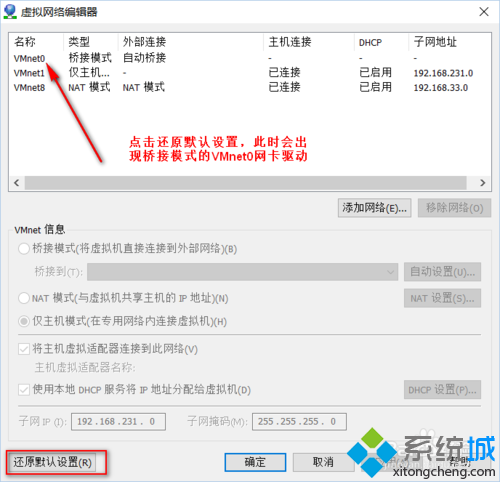 虚拟网络编辑器
名称 类型 外部连接 主机连接 DHCP 子网地址
VMnet0 桥接模式 自动桥接 - - -
VMnet1 仅主机... - 已连接 已启用 192.168.231.0
VMnet8 NAT 模式 NAT 模式 已连接 已启用 192.168.33.0
点击还原默认设置，此时会出
现桥接模式的VMnet0网卡驱动
添加网络(E)... 移除网络(O)
VMnet 信息
桥接模式(将虚拟机直接连接到外部网络)(B)
桥接到(T): 自动设置(U)...
NAT 模式(与虚拟机共享主机的 IP 地址)(N) NAT 设置(S)...
仅主机模式(在专用网络内连接虚拟机)(H)
将主机虚拟适配器连接到此网络(V)
主机虚拟适配器名称:
使用本地 DHCP 服务将 IP 地址分配给虚拟机(D) DHCP 设置(P)...
子网 IP (I): 192.168.231. 0 子网掩码(M): 255.255.255. 0
还原默认设置(R) 确定 取消 帮助
系统城
xitongcheng.com